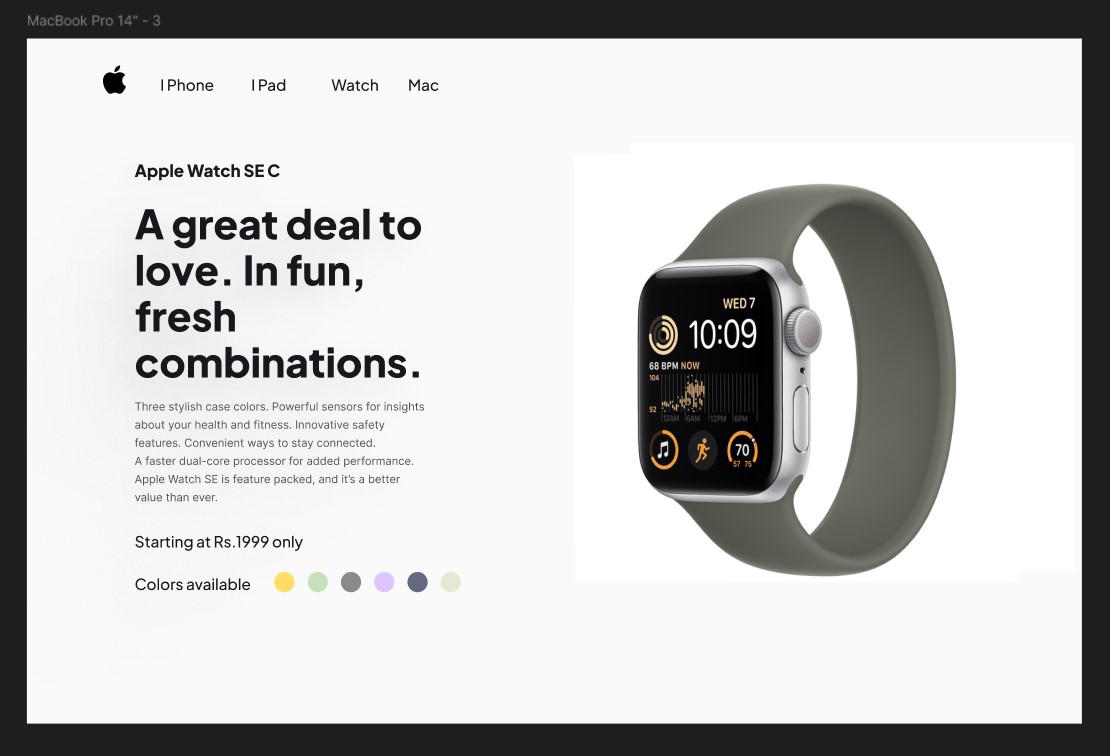 MacBook Pro 14" - 3
I Phone I Pad Watch Mac
Apple Watch SE C
A great deal to
love. In fun,
fresh
combinations.
Three stylish case colors. Powerful sensors for insights
about your health and fitness. Innovative safety
features. Convenient ways to stay connected.
A faster dual-core processor for added performance.
Apple Watch SE is feature packed, and it's a better
value than ever.
Starting at Rs.1999 only
Colors available
WED 7
10:09
68 BPM NOW
104
52
12AM 6AM 12PM 6PM
70
57 75